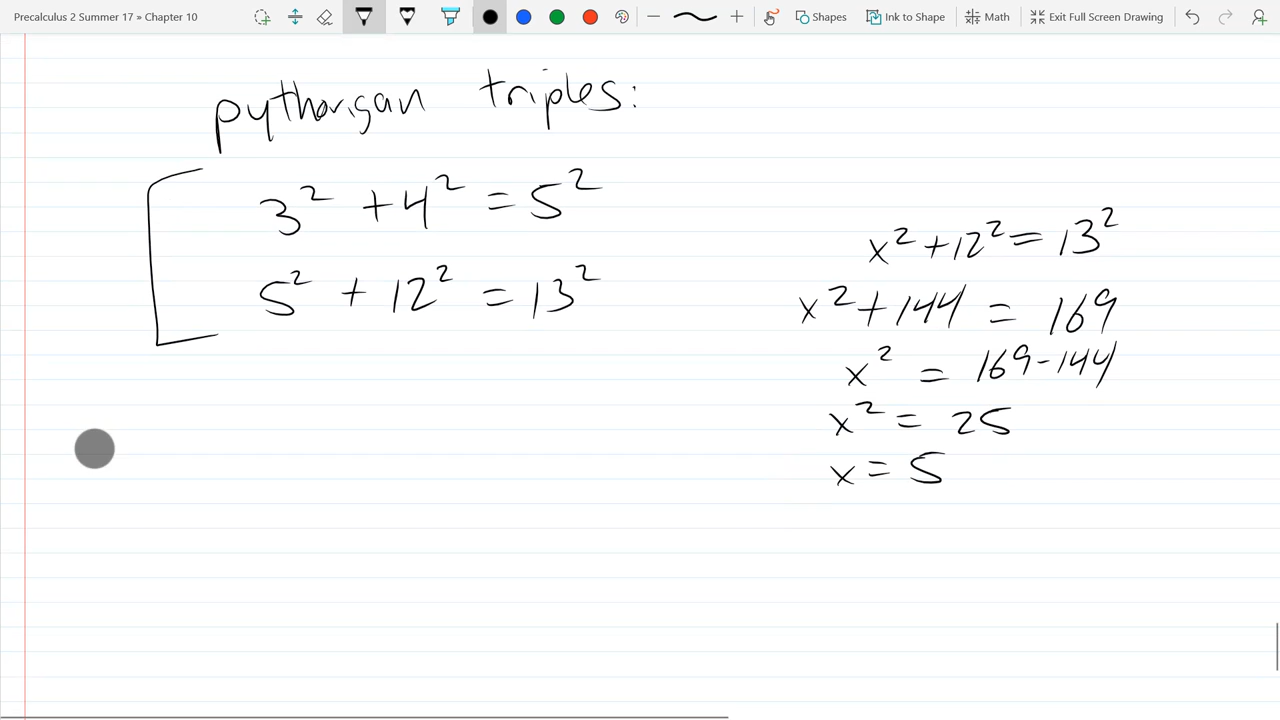 Precalculus 2 Summer 17 » Chapter 10
Shapes
Ink to Shape
Math
Exit Full Screen Drawing
pythorigan triples:
3² + 4² = 5²
5² + 12² = 13²
x² + 12² = 13²
x² + 144 = 169
x² = 169 - 144
x² = 25
x = 5